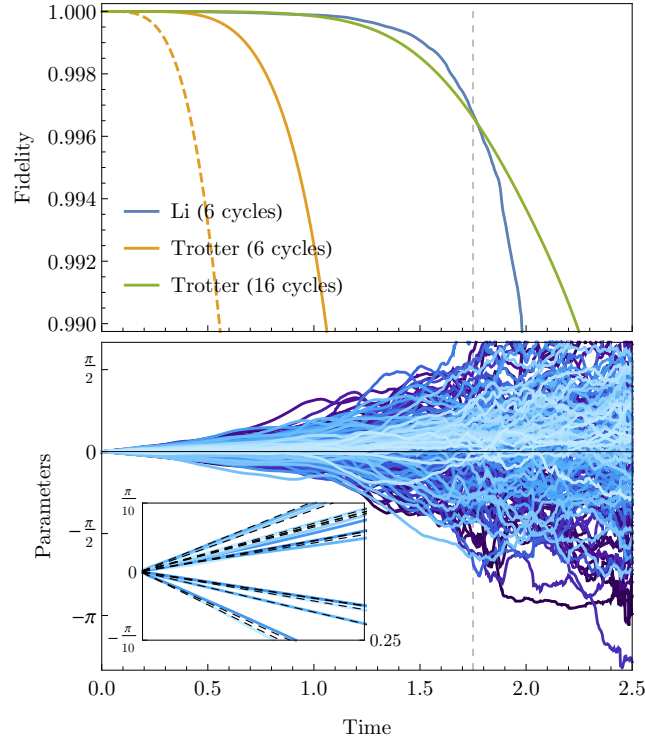 1.000
0.998
0.996
0.994
0.992
0.990
Fidelity
Li (6 cycles)
Trotter (6 cycles)
Trotter (16 cycles)
π/2
0
−π/2
−π
Parameters
π/10
0
−π/10
0.25
0.0 0.5 1.0 1.5 2.0 2.5
Time